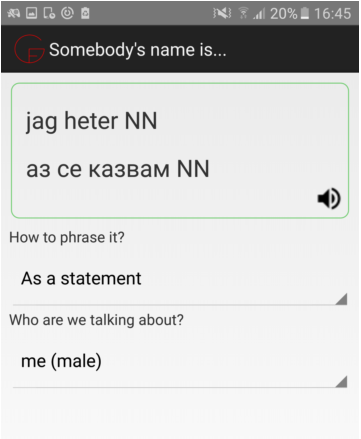 20% 16:45
Somebody's name is...
jag heter NN
аз се казвам NN
How to phrase it?
As a statement
Who are we talking about?
me (male)